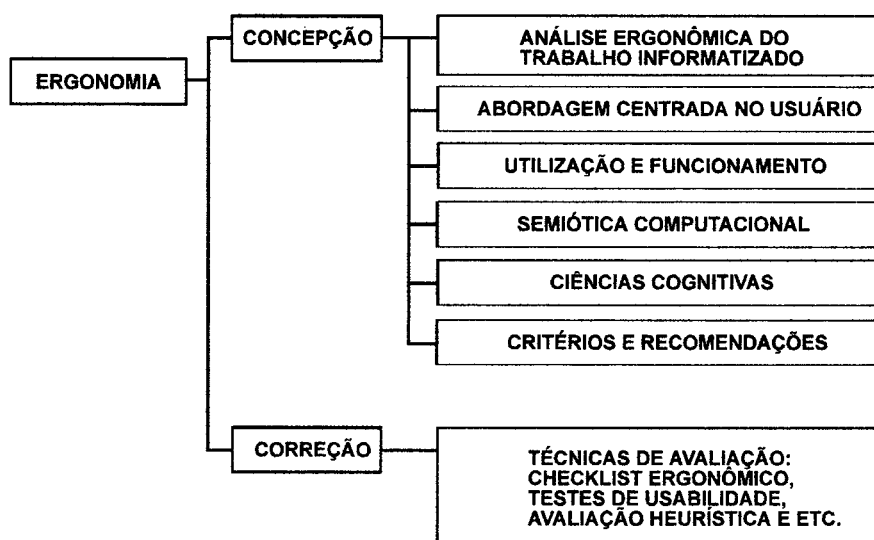 ERGONOMIA
CONCEPÇÃO
ANÁLISE ERGONÔMICA DO
TRABALHO INFORMATIZADO
ABORDAGEM CENTRADA NO USUÁRIO
UTILIZAÇÃO E FUNCIONAMENTO
SEMIÓTICA COMPUTACIONAL
CIÊNCIAS COGNITIVAS
CRITÉRIOS E RECOMENDAÇÕES
CORREÇÃO
TÉCNICAS DE AVALIAÇÃO:
CHECKLIST ERGONÔMICO,
TESTES DE USABILIDADE,
AVALIAÇÃO HEURÍSTICA E ETC.